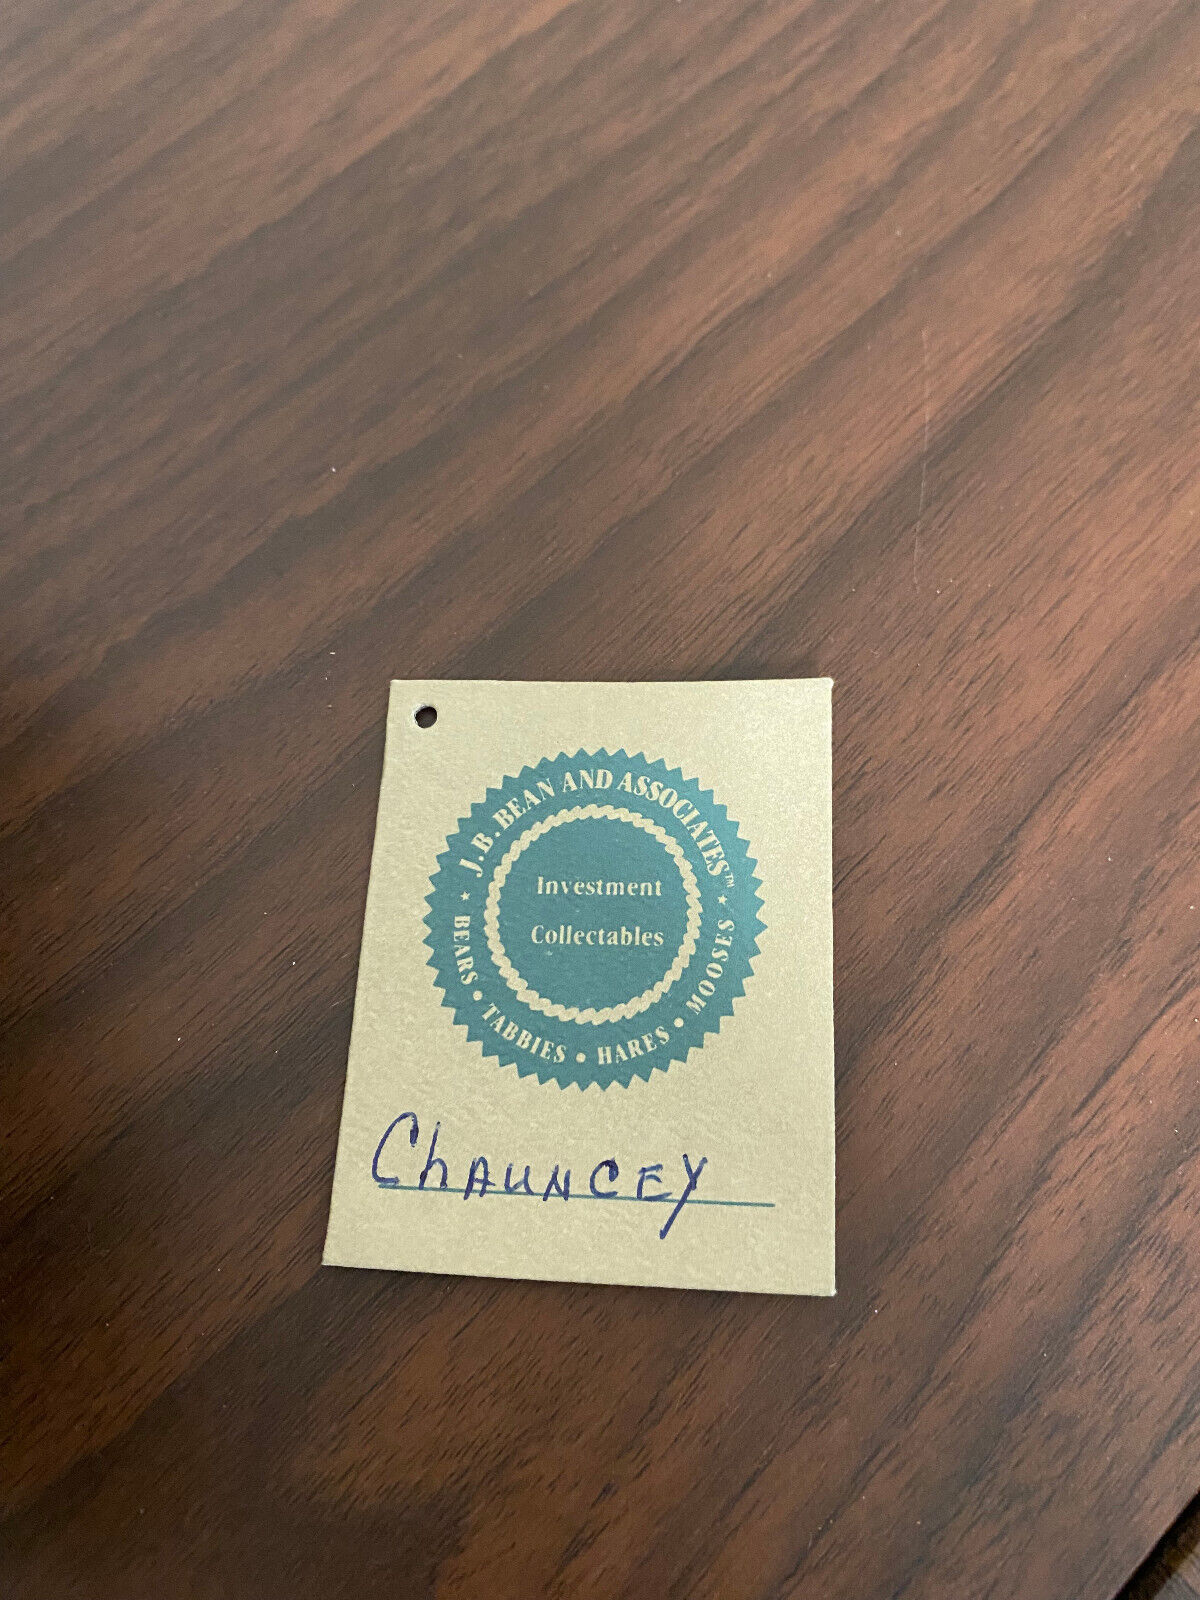 ★ J.B. BEAN AND ASSOCIATES™ ★
Investment
Collectables
BEARS • TABBIES • HARES • MOOSES
CHAUNCEY